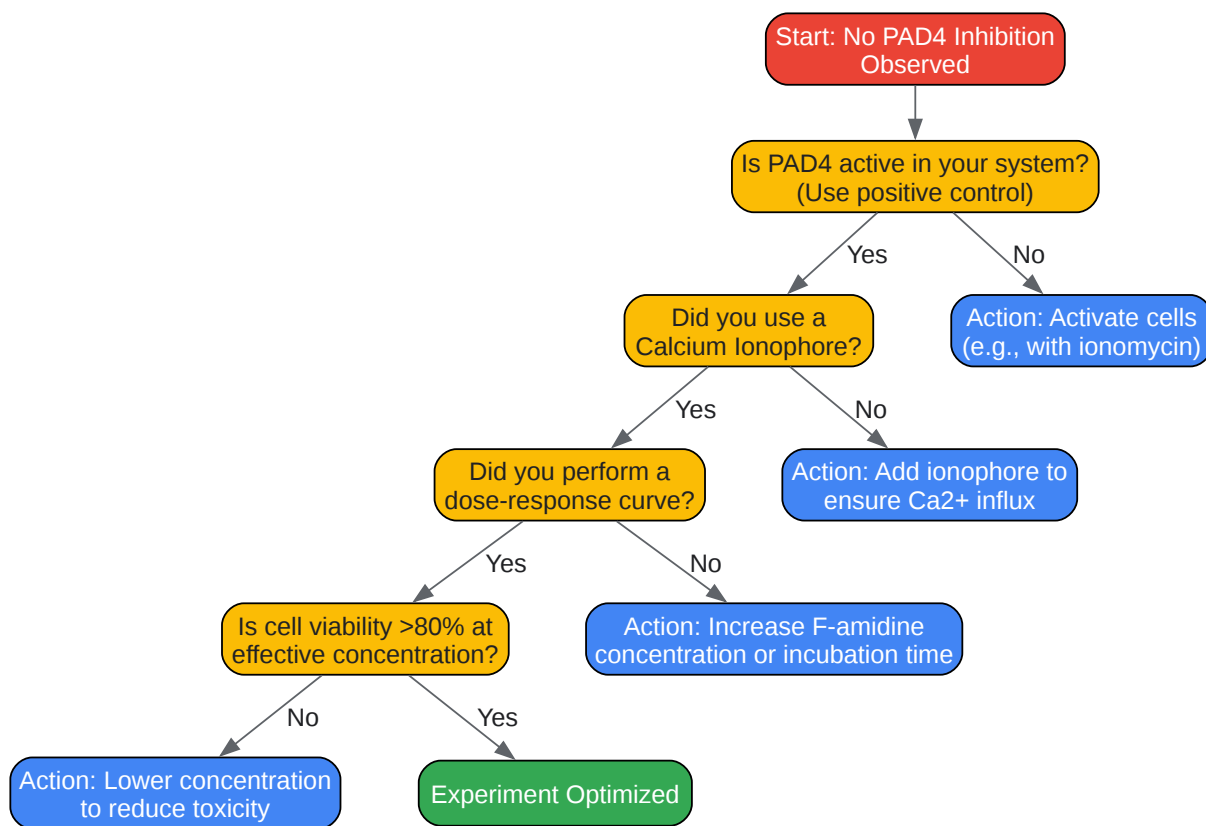 Start: No PAD4 Inhibition
Observed
Is PAD4 active in your system?
(Use positive control)
Yes
No
Did you use a
Calcium Ionophore?
Action: Activate cells
(e.g., with ionomycin)
Yes
No
Did you perform a
dose-response curve?
Action: Add ionophore to
ensure Ca2+ influx
Yes
No
Is cell viability >80% at
effective concentration?
Action: Increase F-amidine
concentration or incubation time
No
Yes
Action: Lower concentration
to reduce toxicity
Experiment Optimized